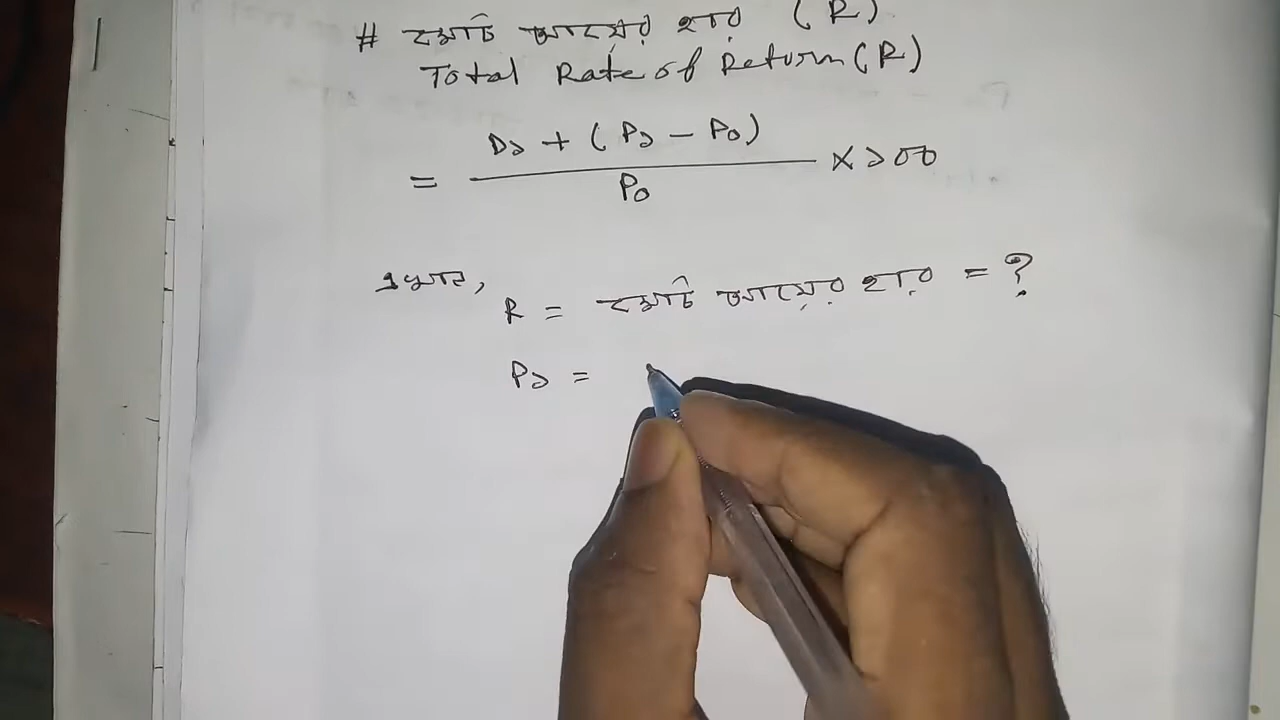 # মোট আয়ের হার (R)
Total Rate of Return (R)
= D১ + (P১ - P০) / P০ × ১০০
এখানে,
R = মোট আয়ের হার = ?
P১ =